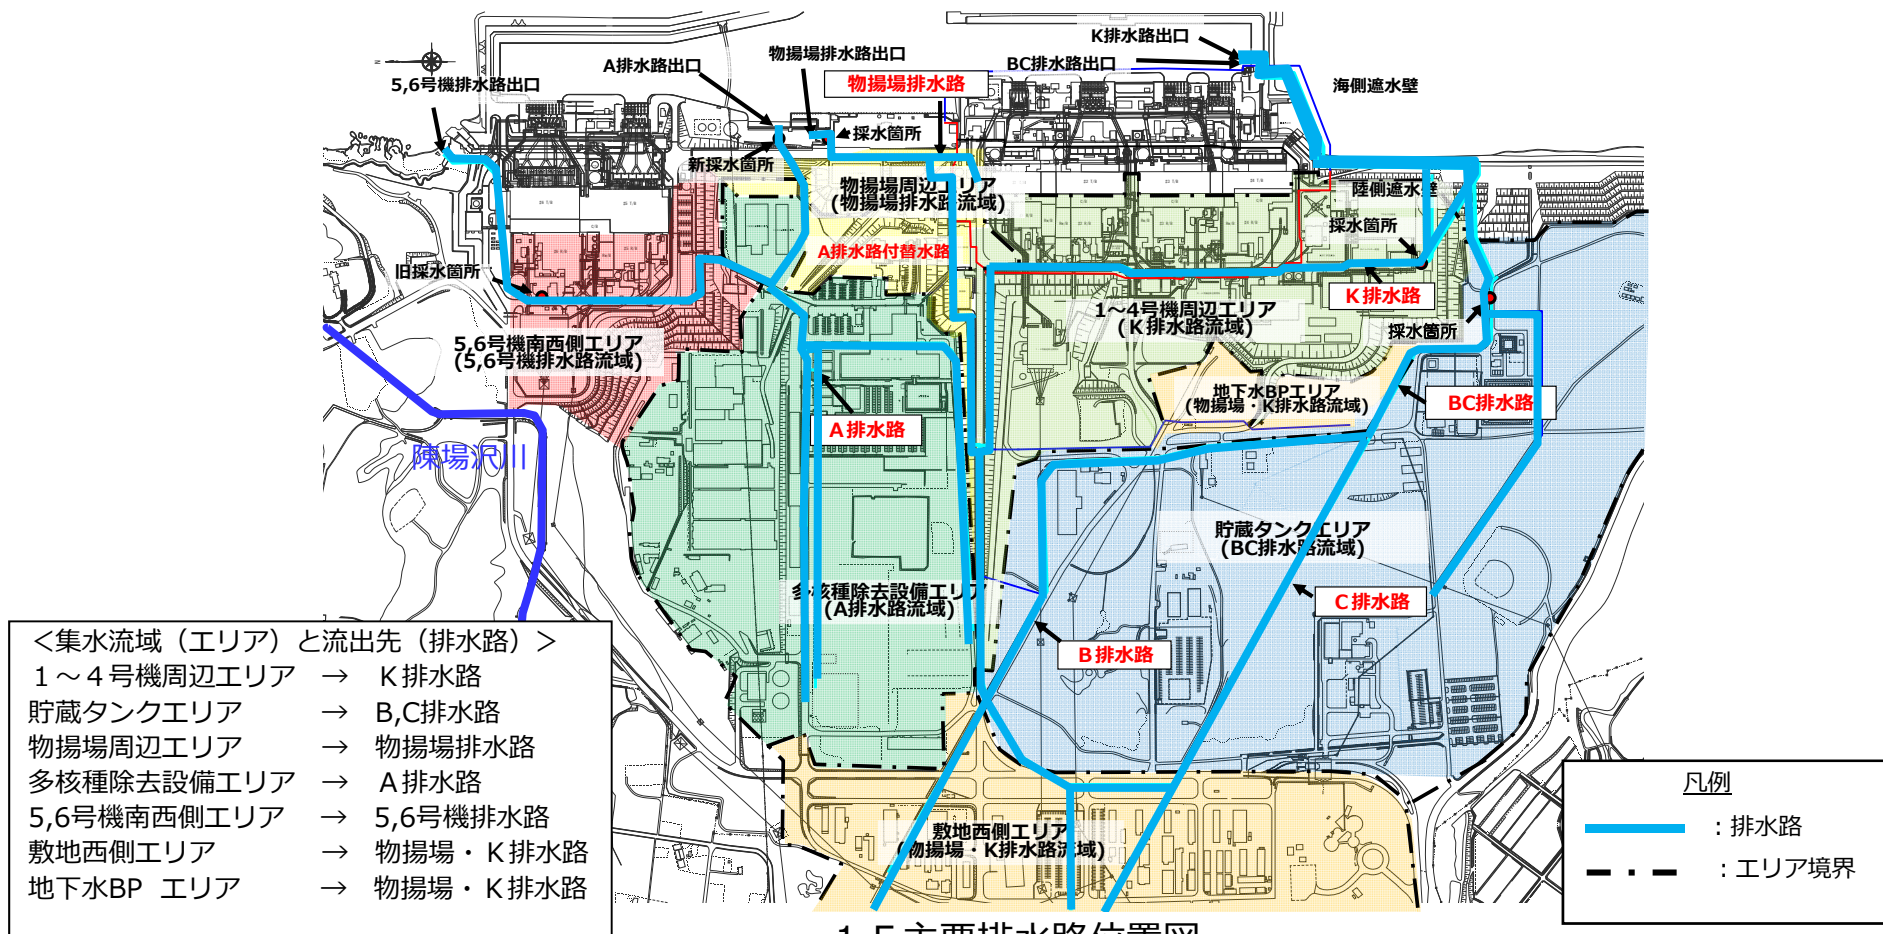 K排水路出口
物揚場排水路出口
A排水路出口
BC排水路出口
5,6号機排水路出口
物揚場排水路
海側遮水壁
採水箇所
新採水箇所
物揚場周辺エリア
(物揚場排水路流域)
陸側遮水壁
採水箇所
A排水路付替水路
旧採水箇所
K排水路
1～4号機周辺エリア
(K排水路流域)
採水箇所
5,6号機南西側エリア
(5,6号機排水路流域)
地下水BPエリア
(物揚場・K排水路流域)
BC排水路
A排水路
陳場沢川
貯蔵タンクエリア
(BC排水路流域)
多核種除去設備エリア
(A排水路流域)
C排水路
B排水路
敷地西側エリア
(物揚場・K排水路流域)
＜集水流域（エリア）と流出先（排水路）＞
１～４号機周辺エリア → K排水路
貯蔵タンクエリア → B,C排水路
物揚場周辺エリア → 物揚場排水路
多核種除去設備エリア → A排水路
5,6号機南西側エリア → 5,6号機排水路
敷地西側エリア → 物揚場・K排水路
地下水BP エリア → 物揚場・K排水路
凡例
：排水路
：エリア境界
１F主要排水路位置図